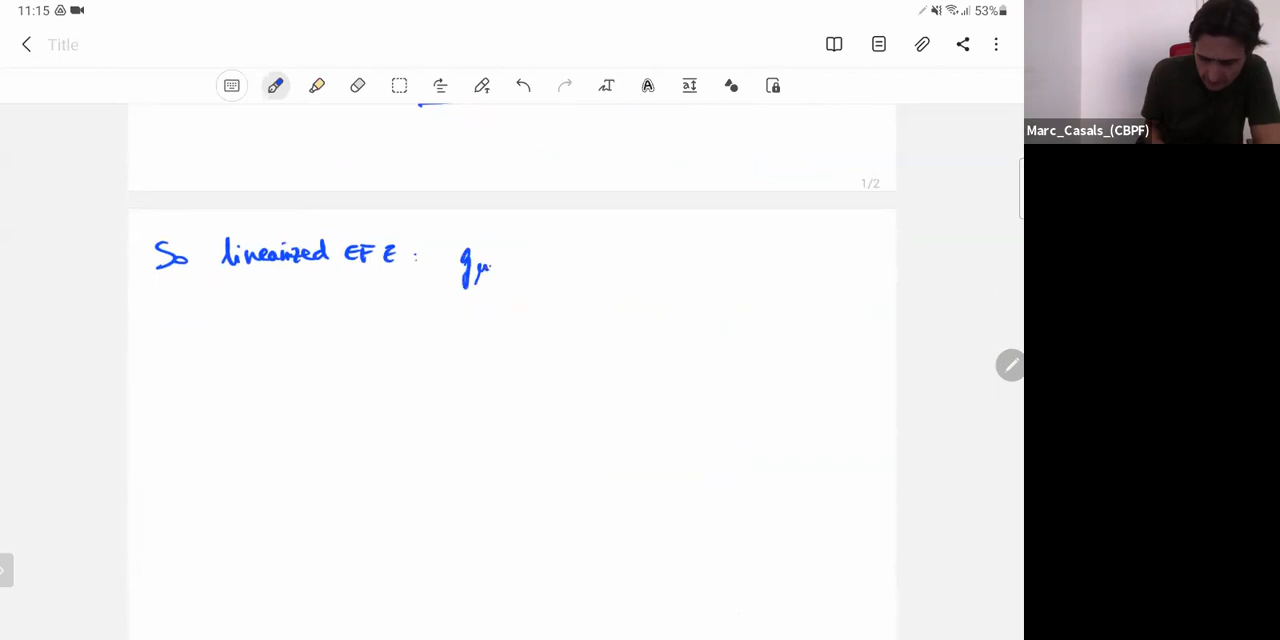 11:15 53%
Title
Marc_Casals_(CBPF)
1/2
So linearized EFE : gμ